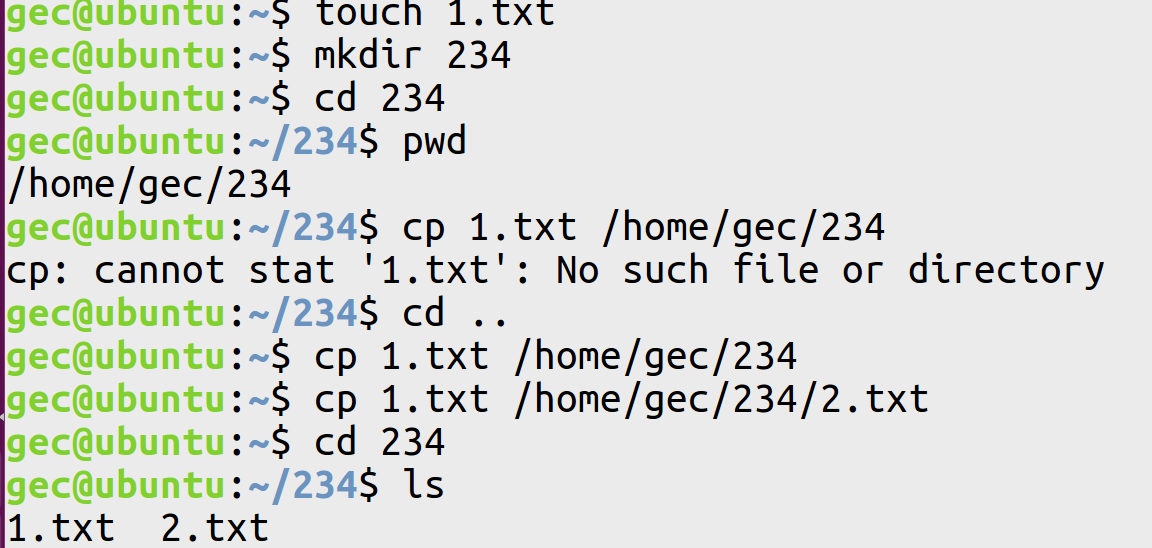 gec@ubuntu:~$ touch 1.txt
gec@ubuntu:~$ mkdir 234
gec@ubuntu:~$ cd 234
gec@ubuntu:~/234$ pwd
/home/gec/234
gec@ubuntu:~/234$ cp 1.txt /home/gec/234
cp: cannot stat '1.txt': No such file or directory
gec@ubuntu:~/234$ cd ..
gec@ubuntu:~$ cp 1.txt /home/gec/234
gec@ubuntu:~$ cp 1.txt /home/gec/234/2.txt
gec@ubuntu:~$ cd 234
gec@ubuntu:~/234$ ls
1.txt  2.txt